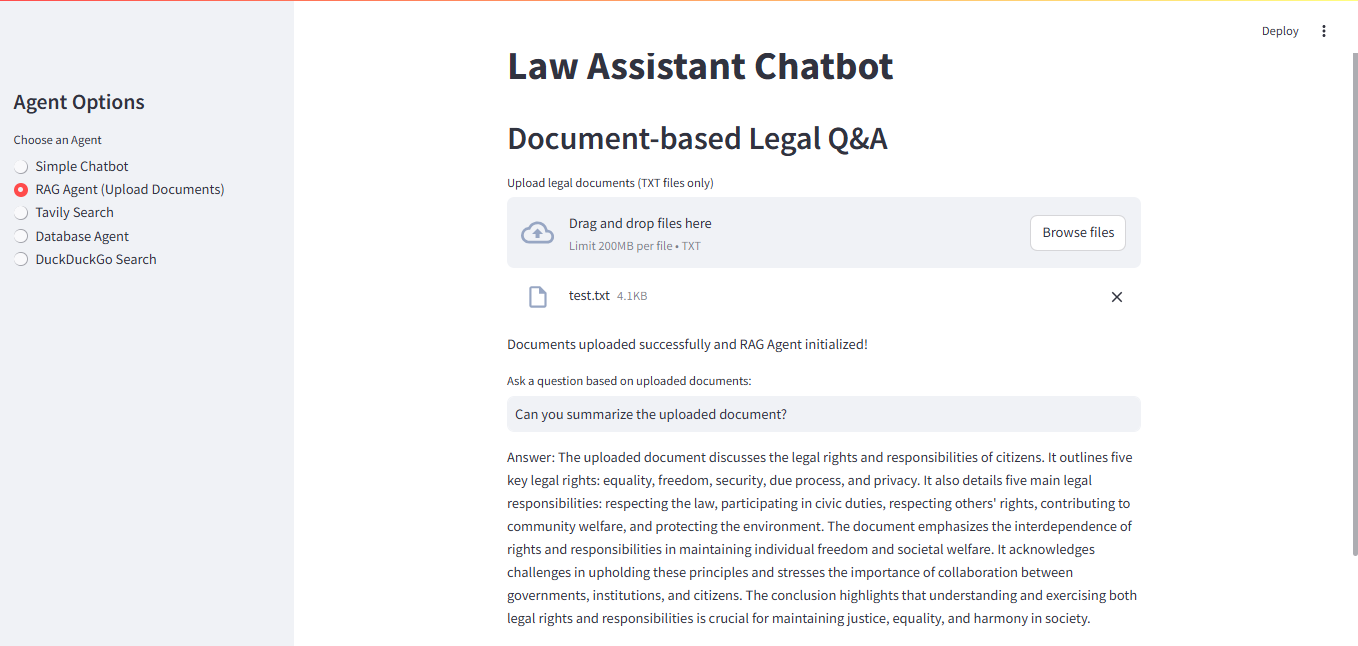 Deploy
Agent Options
Choose an Agent
Simple Chatbot
RAG Agent (Upload Documents)
Tavily Search
Database Agent
DuckDuckGo Search
Law Assistant Chatbot
Document-based Legal Q&A
Upload legal documents (TXT files only)
Drag and drop files here
Limit 200MB per file • TXT
Browse files
test.txt 4.1KB
Documents uploaded successfully and RAG Agent initialized!
Ask a question based on uploaded documents:
Can you summarize the uploaded document?
Answer: The uploaded document discusses the legal rights and responsibilities of citizens. It outlines five
key legal rights: equality, freedom, security, due process, and privacy. It also details five main legal
responsibilities: respecting the law, participating in civic duties, respecting others' rights, contributing to
community welfare, and protecting the environment. The document emphasizes the interdependence of
rights and responsibilities in maintaining individual freedom and societal welfare. It acknowledges
challenges in upholding these principles and stresses the importance of collaboration between
governments, institutions, and citizens. The conclusion highlights that understanding and exercising both
legal rights and responsibilities is crucial for maintaining justice, equality, and harmony in society.